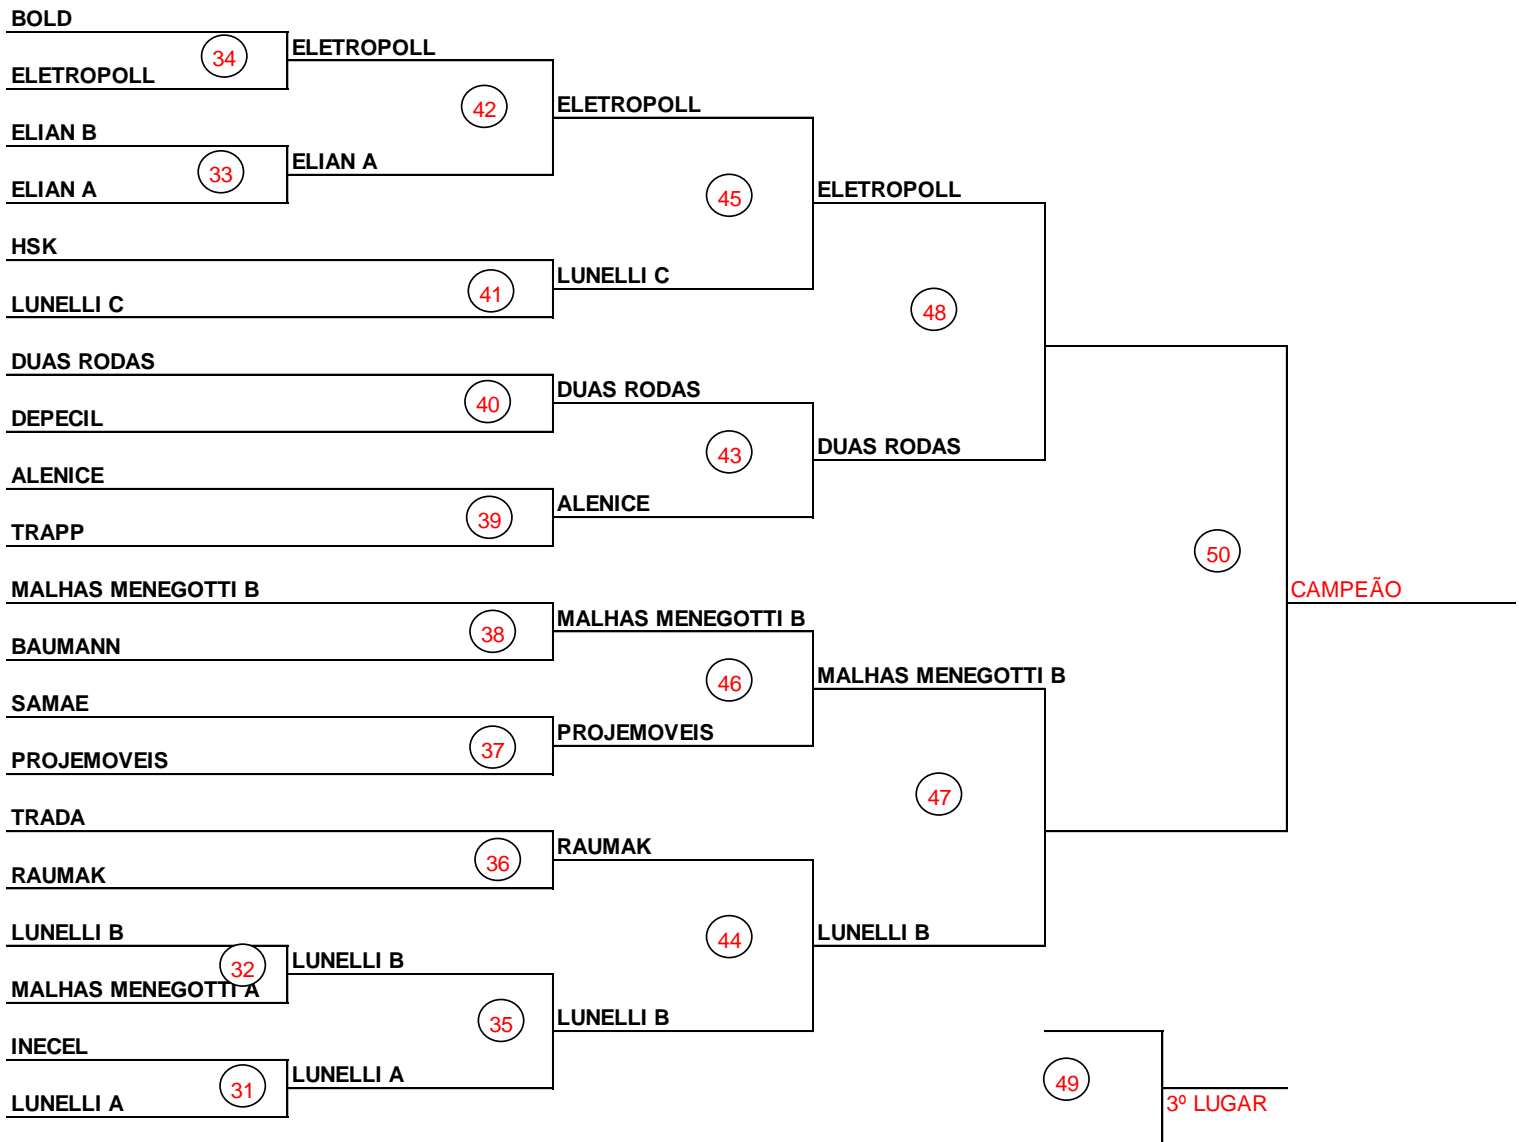 BOLD
34
ELETROPOLL
ELETROPOLL
42
ELETROPOLL
ELIAN B
33
ELIAN A
ELIAN A
45
ELETROPOLL
HSK
41
LUNELLI C
LUNELLI C
48
DUAS RODAS
40
DUAS RODAS
DEPECIL
43
DUAS RODAS
ALENICE
39
ALENICE
TRAPP
50
CAMPEÃO
MALHAS MENEGOTTI B
38
MALHAS MENEGOTTI B
BAUMANN
46
MALHAS MENEGOTTI B
SAMAE
37
PROJEMOVEIS
PROJEMOVEIS
47
TRADA
36
RAUMAK
RAUMAK
44
LUNELLI B
LUNELLI B
32
LUNELLI B
MALHAS MENEGOTTI A
35
LUNELLI B
INECEL
31
LUNELLI A
LUNELLI A
49
3º LUGAR